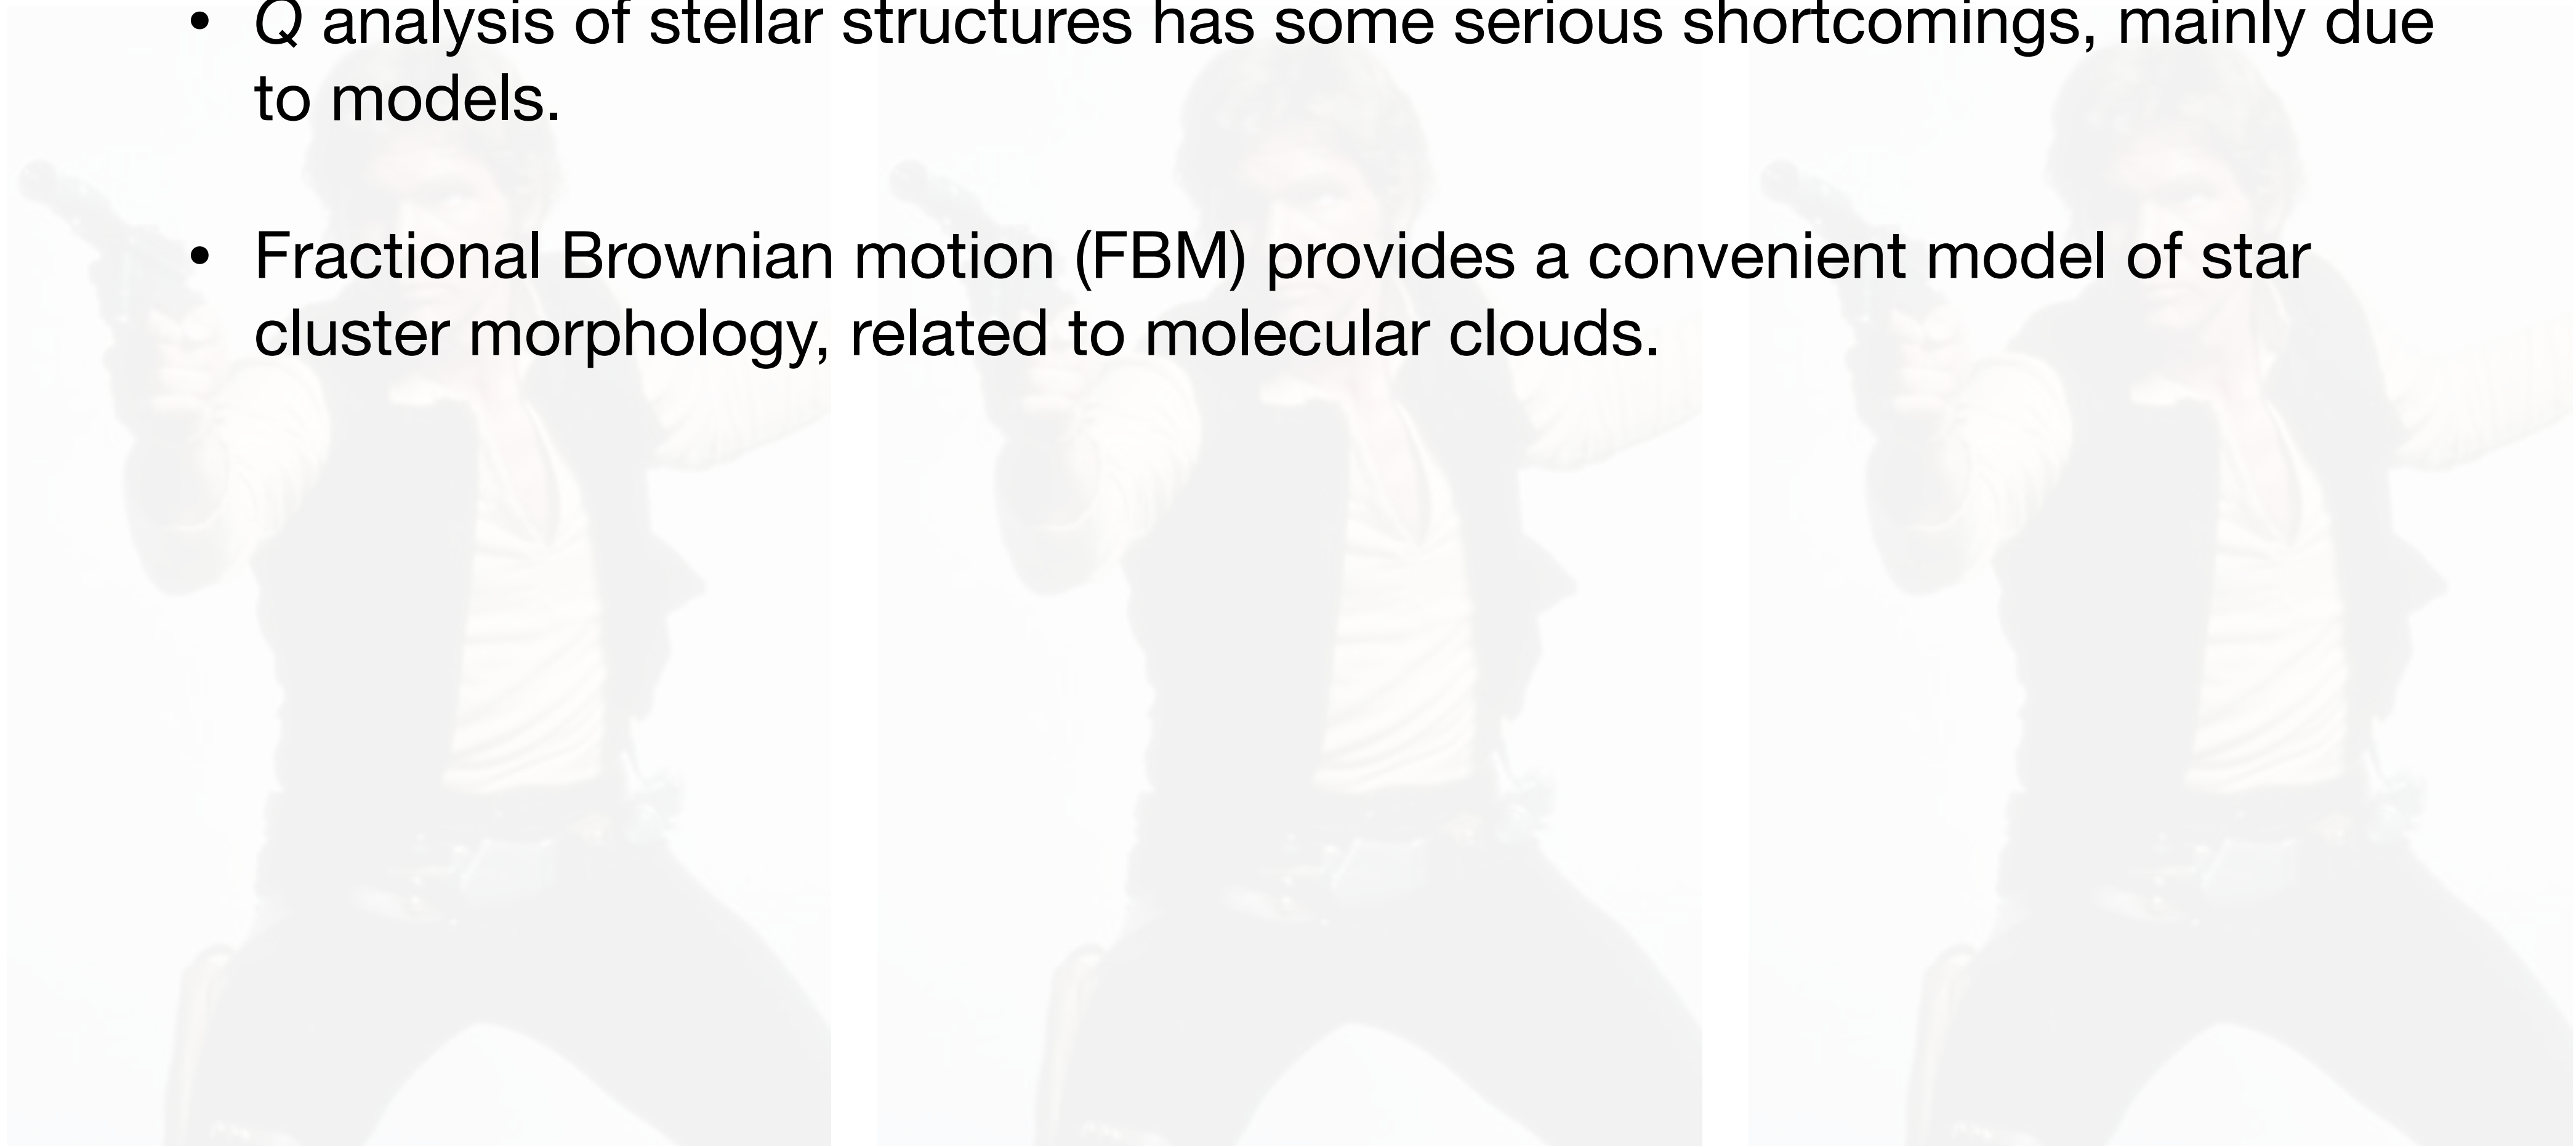 • Q analysis of stellar structures has some serious shortcomings, mainly due
to models.
• Fractional Brownian motion (FBM) provides a convenient model of star
cluster morphology, related to molecular clouds.